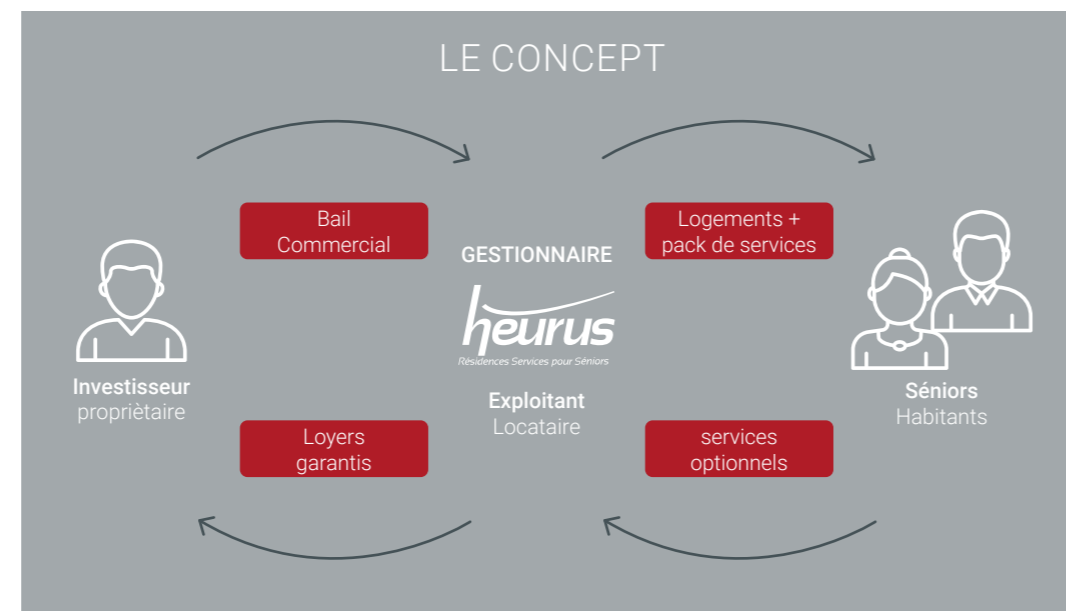 LE CONCEPT
Bail
Commercial
Logements +
pack de services
GESTIONNAIRE
heurus
Résidences Services pour Séniors
Investisseur
propriètaire
Exploitant
Locataire
Séniors
Habitants
Loyers
garantis
services
optionnels